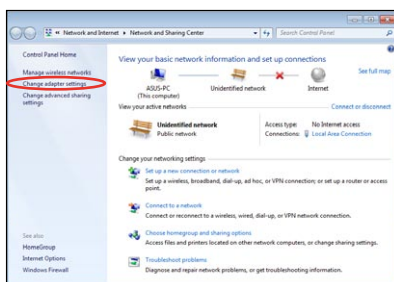 « Network and Internet ▸ Network and Sharing Center
Search Control Panel
Control Panel Home
Manage wireless networks
Change adapter settings
Change advanced sharing
settings
View your basic network information and set up connections
See full map
ASUS-PC
(This computer)
Unidentified network
Internet
View your active networks
Connect or disconnect
Unidentified network
Public network
Access type: No Internet access
Connections: Local Area Connection
Change your networking settings
Set up a new connection or network
Set up a wireless, broadband, dial-up, ad hoc, or VPN connection; or set up a router or access
point.
Connect to a network
Connect or reconnect to a wireless, wired, dial-up, or VPN network connection.
Choose homegroup and sharing options
Access files and printers located on other network computers, or change sharing settings.
Troubleshoot problems
Diagnose and repair network problems, or get troubleshooting information.
See also
HomeGroup
Internet Options
Windows Firewall